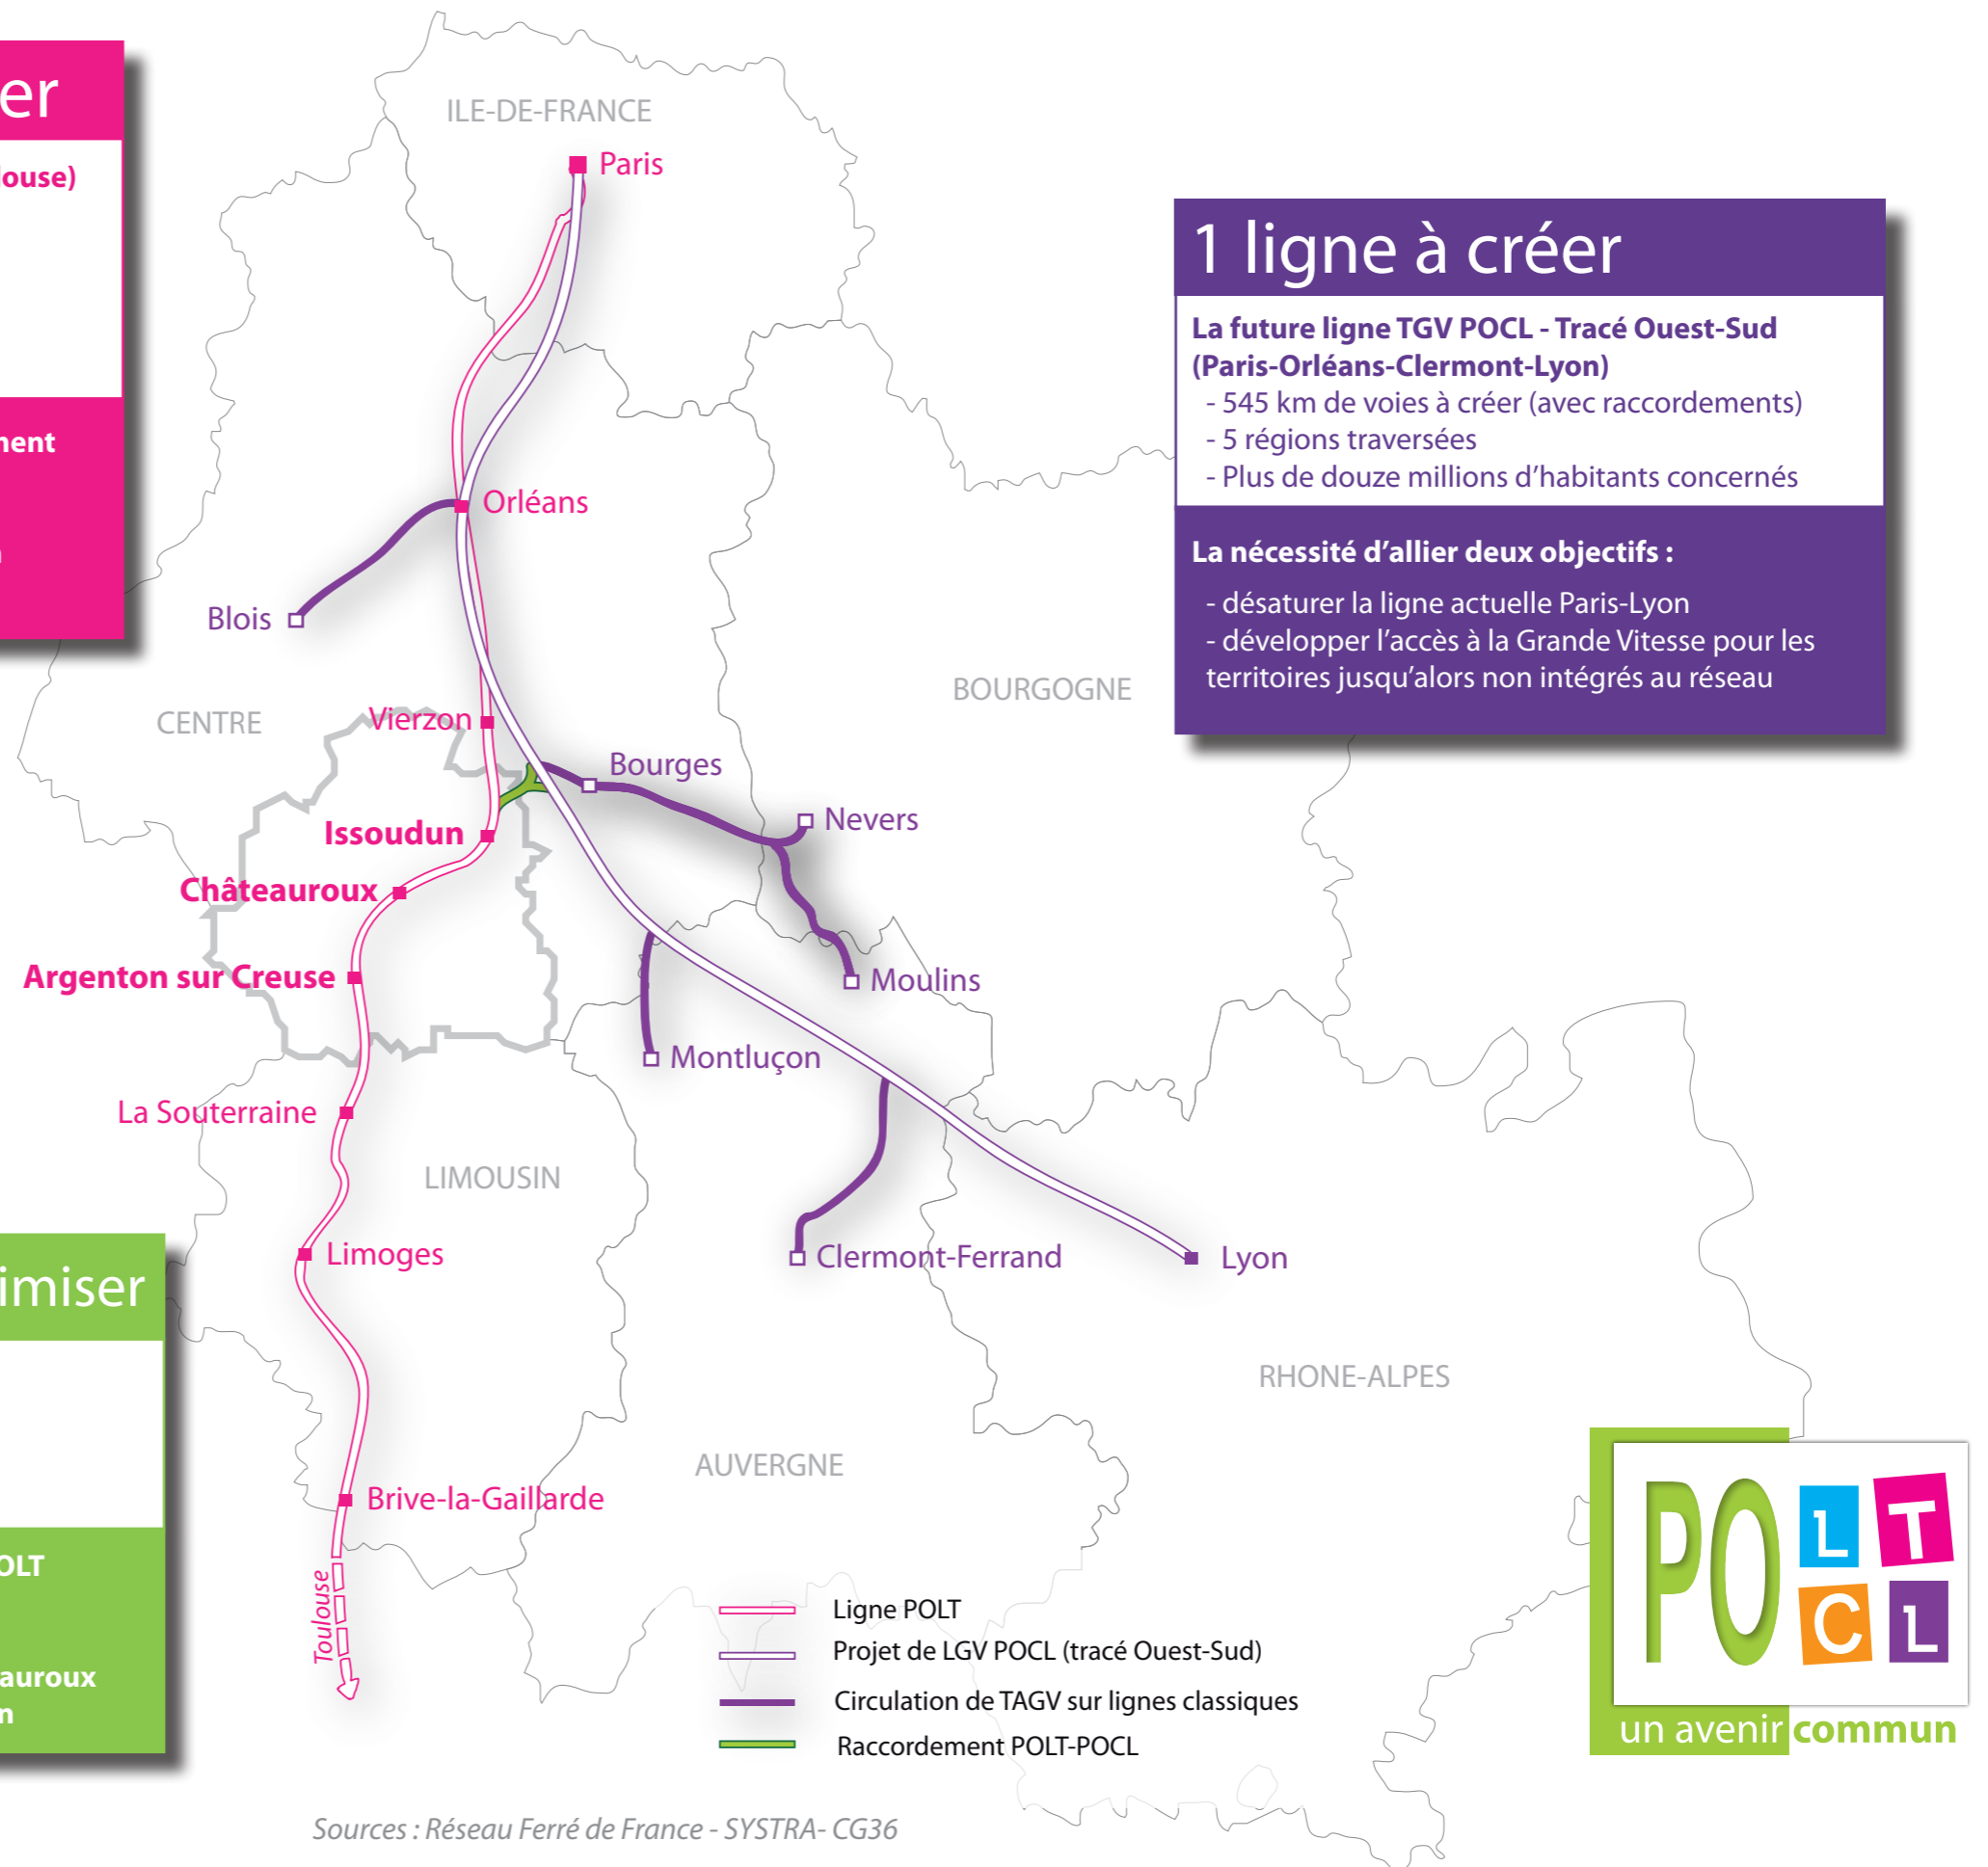 er
louse)
nent
ILE-DE-FRANCE
Paris
1 ligne à créer
La future ligne TGV POCL - Tracé Ouest-Sud
(Paris-Orléans-Clermont-Lyon)
- 545 km de voies à créer (avec raccordements)
- 5 régions traversées
- Plus de douze millions d'habitants concernés
La nécessité d'allier deux objectifs :
- désaturer la ligne actuelle Paris-Lyon
- développer l'accès à la Grande Vitesse pour les
territoires jusqu'alors non intégrés au réseau
Orléans
Blois
CENTRE
Vierzon
BOURGOGNE
Bourges
Nevers
Issoudun
Châteauroux
Argenton sur Creuse
Moulins
Montluçon
La Souterraine
LIMOUSIN
Limoges
Clermont-Ferrand
Lyon
imiser
OLT
auroux
n
RHONE-ALPES
AUVERGNE
Brive-la-Gaillarde
Toulouse
Ligne POLT
Projet de LGV POCL (tracé Ouest-Sud)
Circulation de TAGV sur lignes classiques
Raccordement POLT-POCL
PO LT
CL
un avenir commun
Sources : Réseau Ferré de France - SYSTRA- CG36